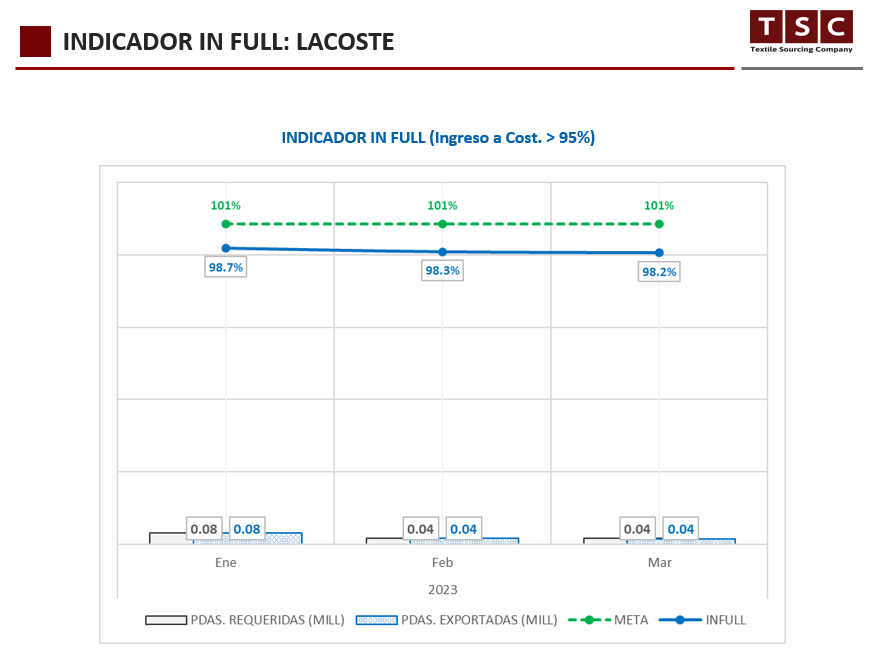 INDICADOR IN FULL: LACOSTE
T S C
Textile Sourcing Company
INDICADOR IN FULL (Ingreso a Cost. > 95%)
101% 101% 101%
98.7% 98.3% 98.2%
0.08 0.08 0.04 0.04 0.04 0.04
Ene Feb Mar
2023
PDAS. REQUERIDAS (MILL) PDAS. EXPORTADAS (MILL) META INFULL